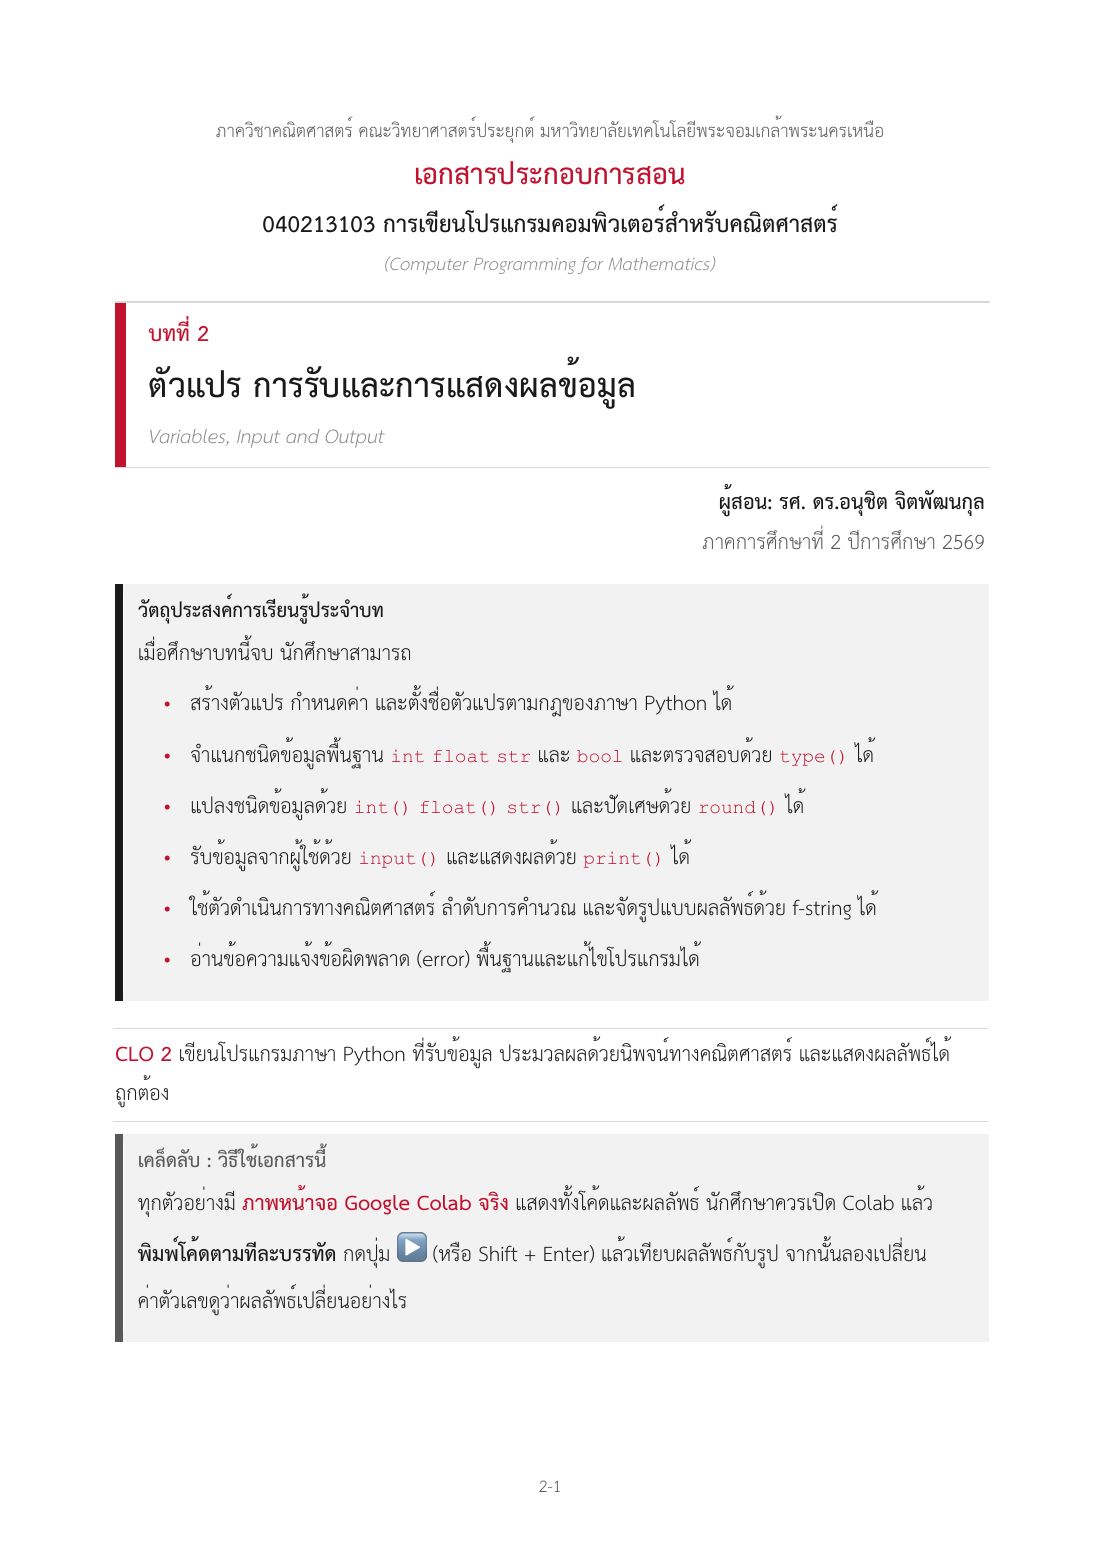 ภาควิชาคณิตศาสตร์ คณะวิทยาศาสตร์ประยุกต์ มหาวิทยาลัยเทคโนโลยีพระจอมเกล้าพระนครเหนือ
เอกสารประกอบการสอน
040213103 การเขียนโปรแกรมคอมพิวเตอร์สำหรับคณิตศาสตร์
(Computer Programming for Mathematics)
บทที่ 2
ตัวแปร การรับและการแสดงผลข้อมูล
Variables, Input and Output
ผู้สอน: รศ. ดร.อนุชิต จิตพัฒนกุล
ภาคการศึกษาที่ 2 ปีการศึกษา 2569
วัตถุประสงค์การเรียนรู้ประจำบท
เมื่อศึกษาบทนี้จบ นักศึกษาสามารถ
• สร้างตัวแปร กำหนดค่า และตั้งชื่อตัวแปรตามกฎของภาษา Python ได้
• จำแนกชนิดข้อมูลพื้นฐาน int float str และ bool และตรวจสอบด้วย type() ได้
• แปลงชนิดข้อมูลด้วย int() float() str() และปัดเศษด้วย round() ได้
• รับข้อมูลจากผู้ใช้ด้วย input() และแสดงผลด้วย print() ได้
• ใช้ตัวดำเนินการทางคณิตศาสตร์ ลำดับการคำนวณ และจัดรูปแบบผลลัพธ์ด้วย f-string ได้
• อ่านข้อความแจ้งข้อผิดพลาด (error) พื้นฐานและแก้ไขโปรแกรมได้
CLO 2 เขียนโปรแกรมภาษา Python ที่รับข้อมูล ประมวลผลด้วยนิพจน์ทางคณิตศาสตร์ และแสดงผลลัพธ์ได้
ถูกต้อง
เคล็ดลับ : วิธีใช้เอกสารนี้
ทุกตัวอย่างมี ภาพหน้าจอ Google Colab จริง แสดงทั้งโค้ดและผลลัพธ์ นักศึกษาควรเปิด Colab แล้ว
พิมพ์โค้ดตามทีละบรรทัด กดปุ่ม ▶ (หรือ Shift + Enter) แล้วเทียบผลลัพธ์กับรูป จากนั้นลองเปลี่ยน
ค่าตัวเลขดูว่าผลลัพธ์เปลี่ยนอย่างไร
2-1